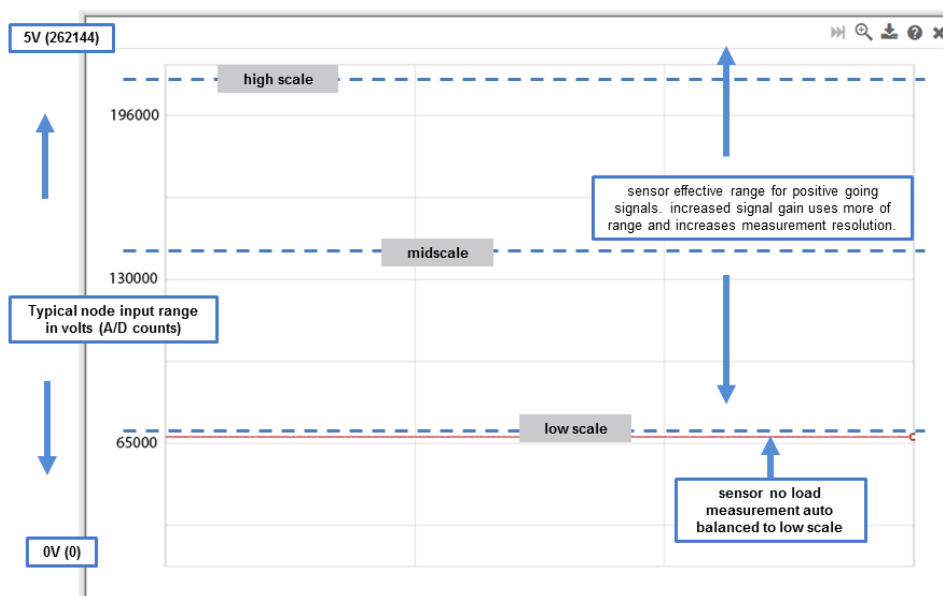 5V (262144)
high scale
196000
sensor effective range for positive going
signals. increased signal gain uses more of
range and increases measurement resolution.
midscale
130000
Typical node input range
in volts (A/D counts)
low scale
65000
sensor no load
measurement auto
balanced to low scale
0V (0)